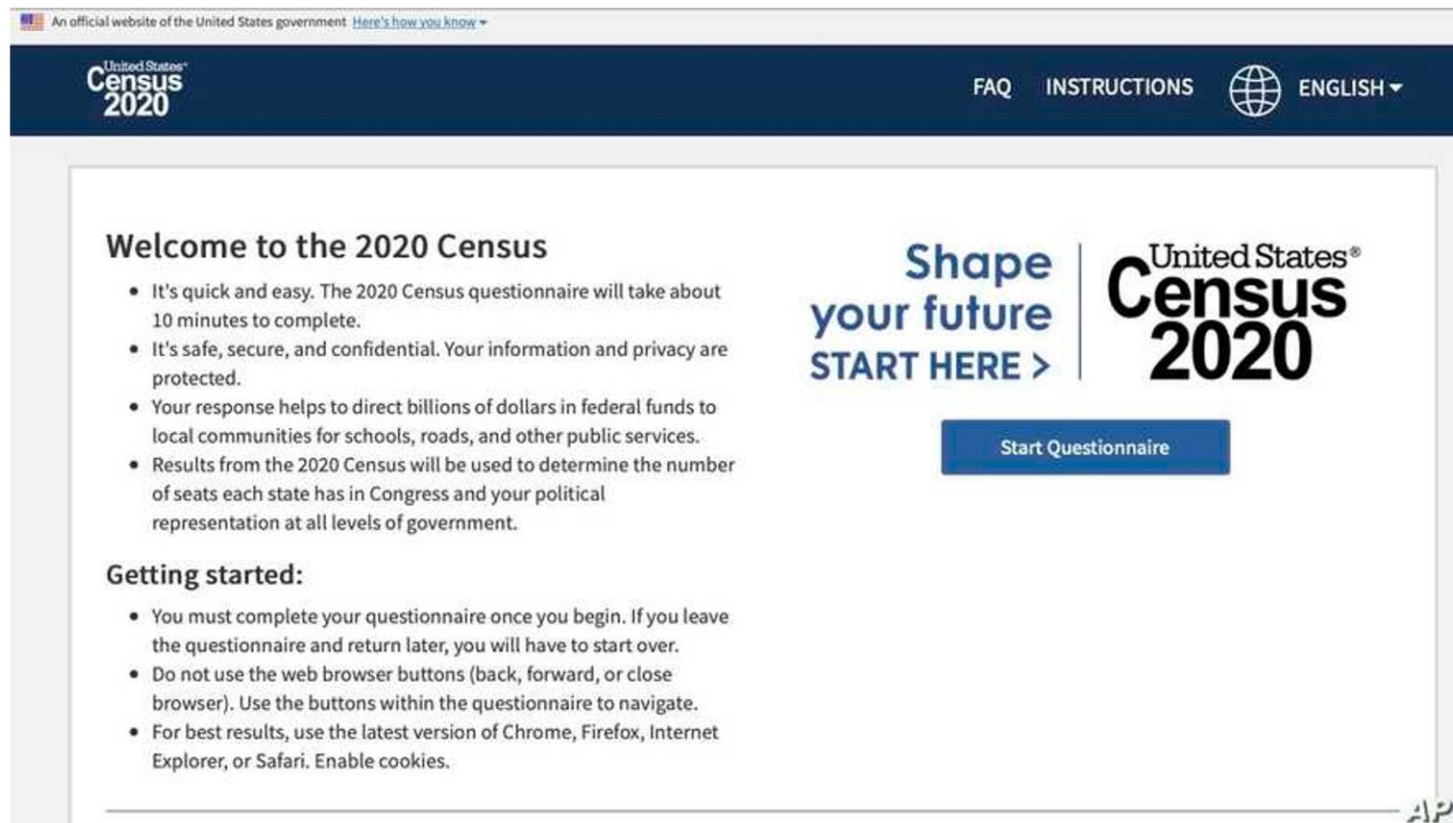 An official website of the United States government Here's how you know
United States®
Census
2020
FAQ INSTRUCTIONS ENGLISH
Welcome to the 2020 Census
• It's quick and easy. The 2020 Census questionnaire will take about
10 minutes to complete.
• It's safe, secure, and confidential. Your information and privacy are
protected.
• Your response helps to direct billions of dollars in federal funds to
local communities for schools, roads, and other public services.
• Results from the 2020 Census will be used to determine the number
of seats each state has in Congress and your political
representation at all levels of government.
Getting started:
• You must complete your questionnaire once you begin. If you leave
the questionnaire and return later, you will have to start over.
• Do not use the web browser buttons (back, forward, or close
browser). Use the buttons within the questionnaire to navigate.
• For best results, use the latest version of Chrome, Firefox, Internet
Explorer, or Safari. Enable cookies.
Shape
your future
START HERE >
United States®
Census
2020
Start Questionnaire
AP